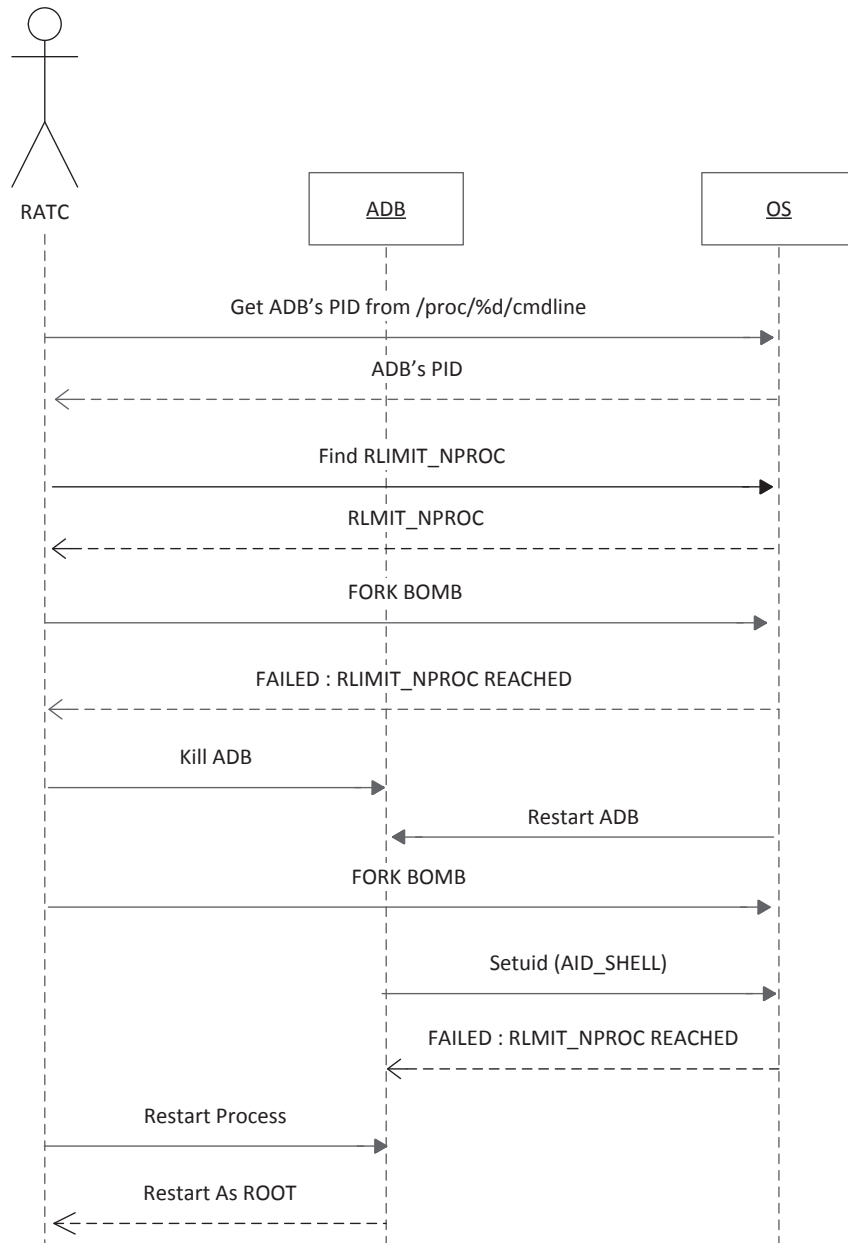 RATC
ADB
OS
Get ADB’s PID from /proc/%d/cmdline
ADB’s PID
Find RLIMIT_NPROC
RLMIT_NPROC
FORK BOMB
FAILED : RLIMIT_NPROC REACHED
Kill ADB
Restart ADB
FORK BOMB
Setuid (AID_SHELL)
FAILED : RLMIT_NPROC REACHED
Restart Process
Restart As ROOT